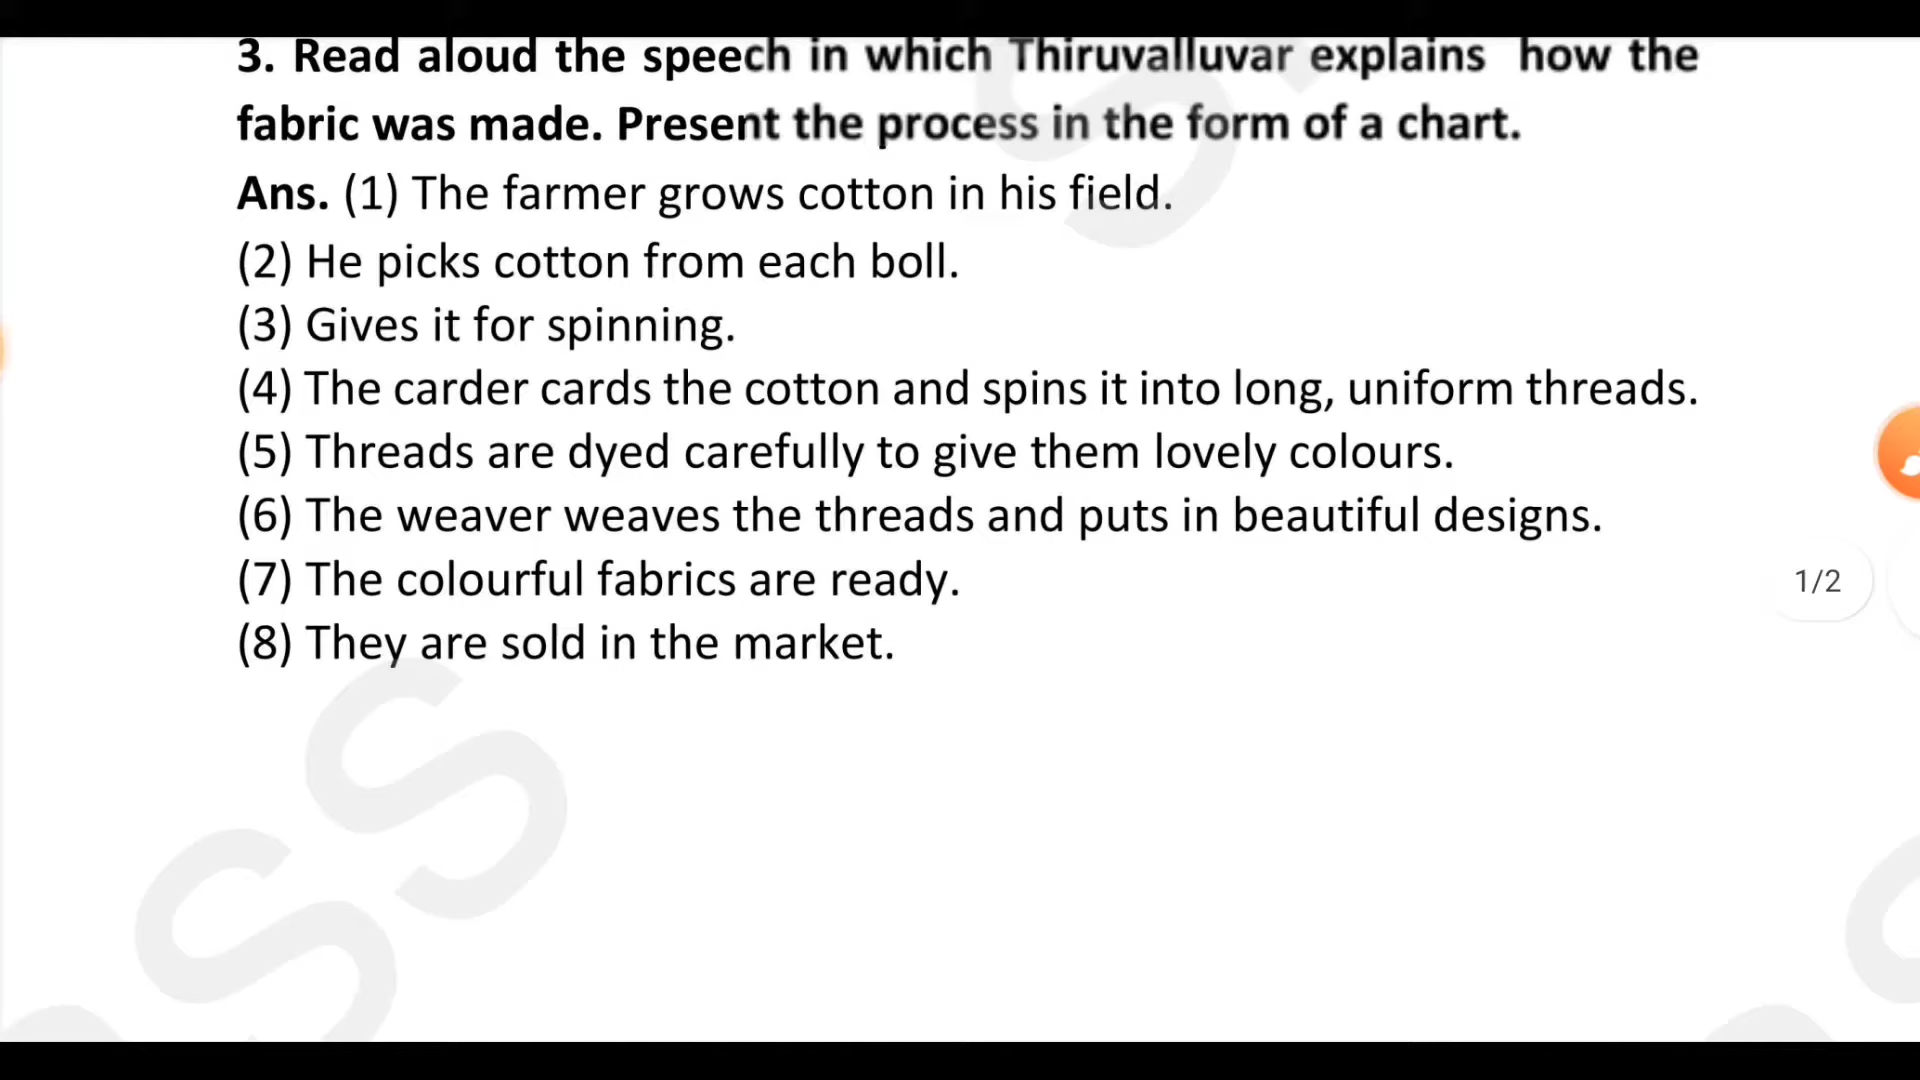 3. Read aloud the speech in which Thiruvalluvar explains how the
fabric was made. Present the process in the form of a chart.
Ans. (1) The farmer grows cotton in his field.
(2) He picks cotton from each boll.
(3) Gives it for spinning.
(4) The carder cards the cotton and spins it into long, uniform threads.
(5) Threads are dyed carefully to give them lovely colours.
(6) The weaver weaves the threads and puts in beautiful designs.
(7) The colourful fabrics are ready.
1/2
(8) They are sold in the market.